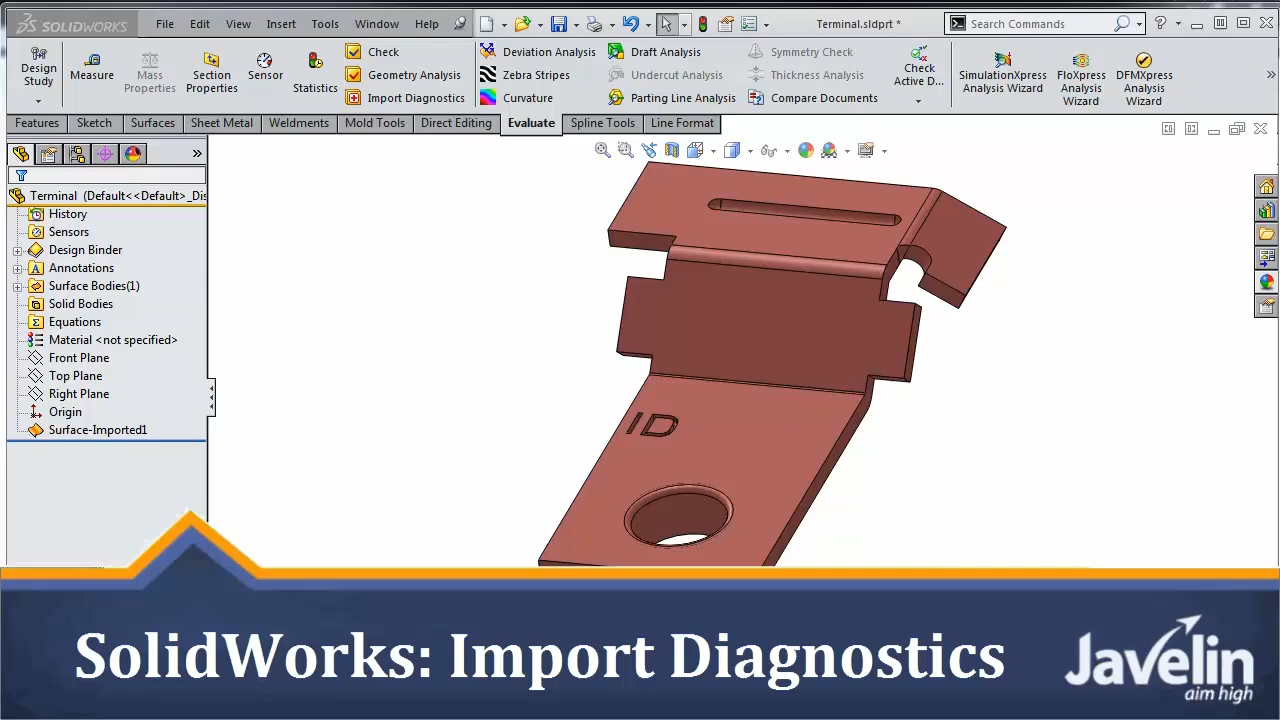 SOLIDWORKS File Edit View Insert Tools Window Help Terminal.sldprt * Search Commands ?
Design Study
Measure
Mass Properties
Section Properties
Sensor
Statistics
Check
Geometry Analysis
Import Diagnostics
Deviation Analysis
Zebra Stripes
Curvature
Draft Analysis
Undercut Analysis
Parting Line Analysis
Symmetry Check
Thickness Analysis
Compare Documents
Check Active D...
SimulationXpress Analysis Wizard
FloXpress Analysis Wizard
DFMXpress Analysis Wizard
Features Sketch Surfaces Sheet Metal Weldments Mold Tools Direct Editing Evaluate Spline Tools Line Format
Terminal (Default<<Default>_Dis
History
Sensors
Design Binder
Annotations
Surface Bodies(1)
Solid Bodies
Equations
Material <not specified>
Front Plane
Top Plane
Right Plane
Origin
Surface-Imported1
ID
SolidWorks: Import Diagnostics
Javelin
aim high